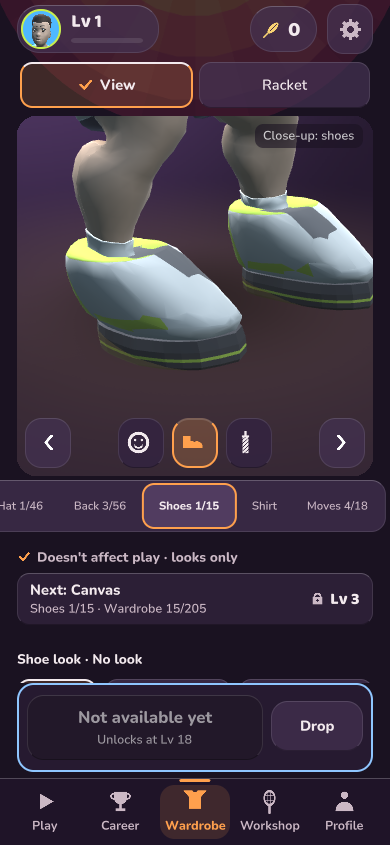 Lv 1
0
View
Racket
Close-up: shoes
Hat 1/46
Back 3/56
Shoes 1/15
Shirt
Moves 4/18
Doesn't affect play · looks only
Next: Canvas
Shoes 1/15 · Wardrobe 15/205
Lv 3
Shoe look · No look
Not available yet
Unlocks at Lv 18
Drop
Play
Career
Wardrobe
Workshop
Profile